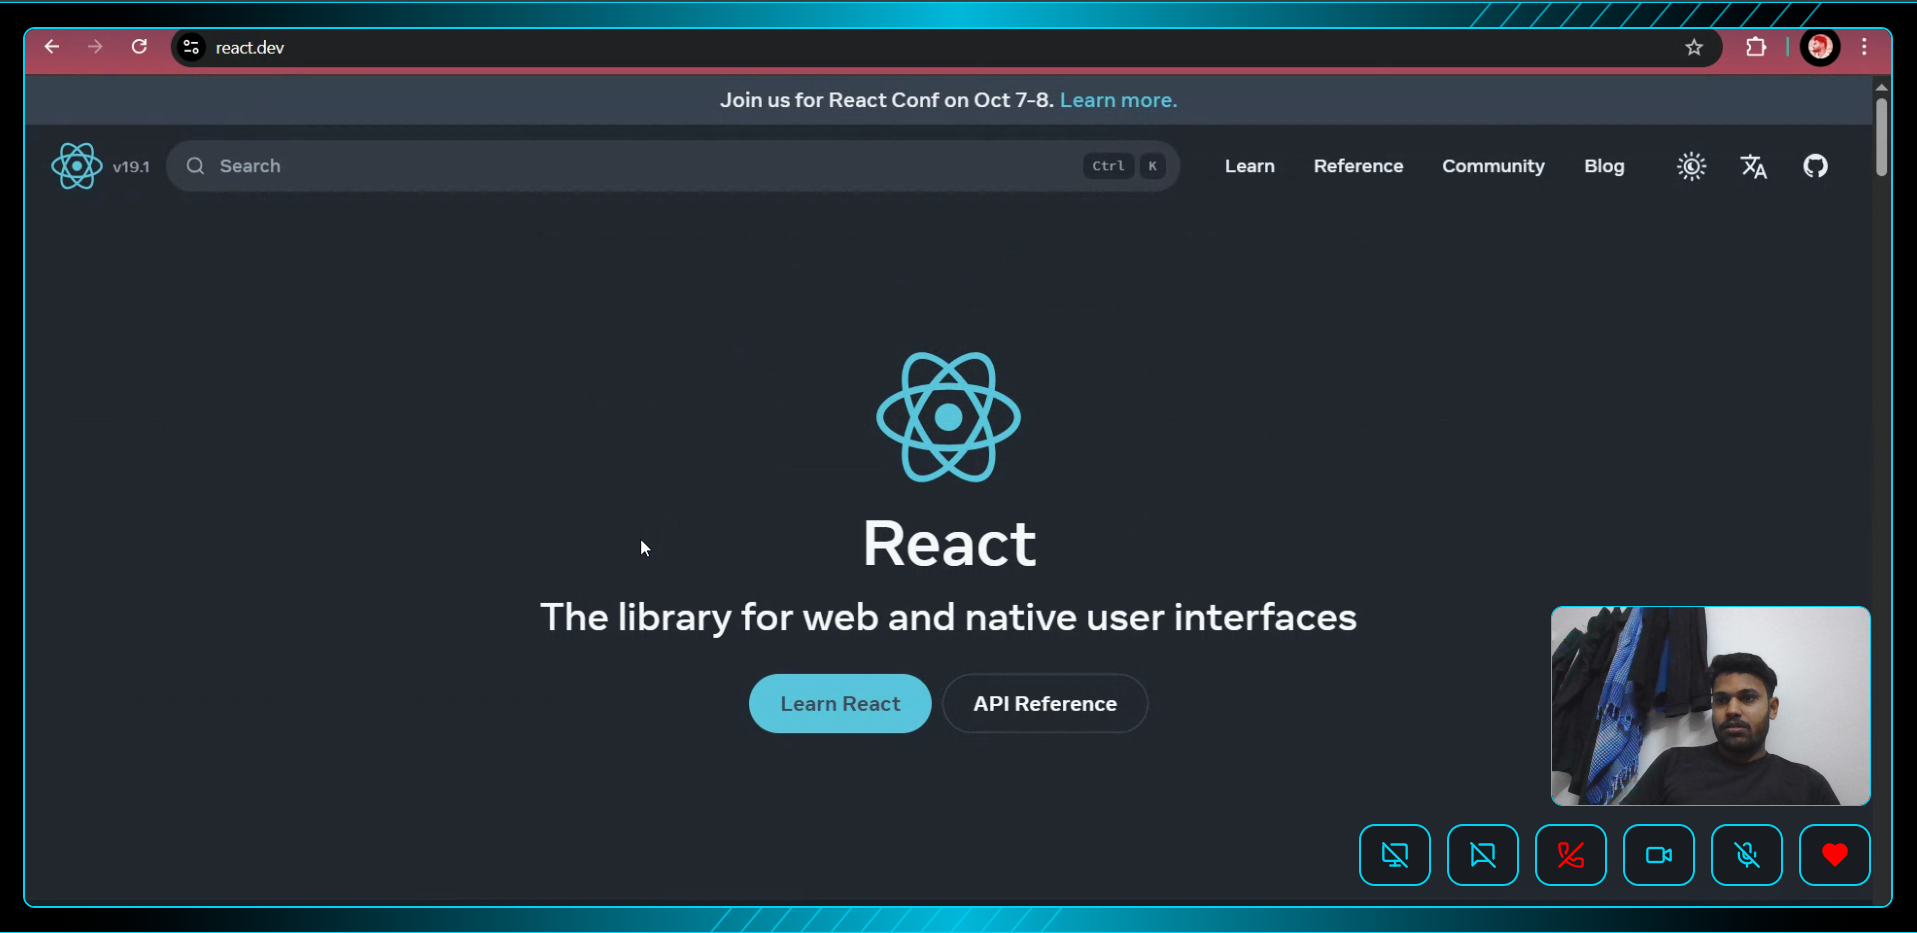 react.dev
Join us for React Conf on Oct 7-8. Learn more.
v19.1 Search Ctrl K Learn Reference Community Blog
React
The library for web and native user interfaces
Learn React API Reference